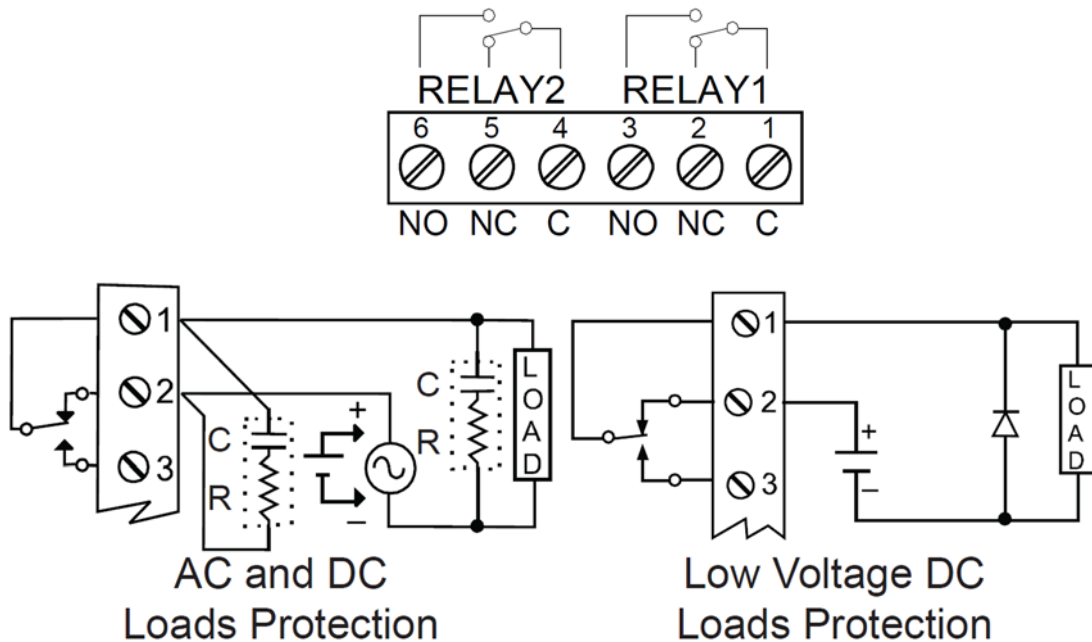 RELAY2 RELAY1
6 5 4 3 2 1
NO NC C NO NC C
1
2
3
C
R
+
−
C
R
LOAD
AC and DC
Loads Protection
1
2
3
+
−
LOAD
Low Voltage DC
Loads Protection